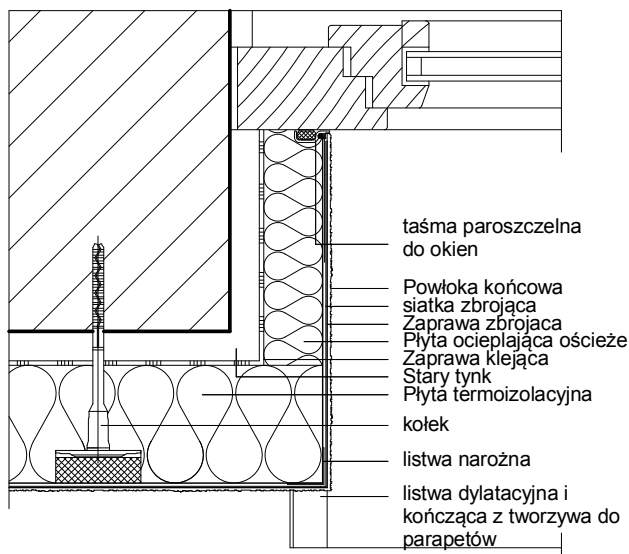 taśma paroszczelna
do okien
Powłoka końcowa
siatka zbrojąca
Zaprawa zbrojaca
Płyta ocieplająca ościeże
Zaprawa klejąca
Stary tynk
Płyta termoizolacyjna
kołek
listwa narożna
listwa dylatacyjna i
kończąca z tworzywa do
parapetów